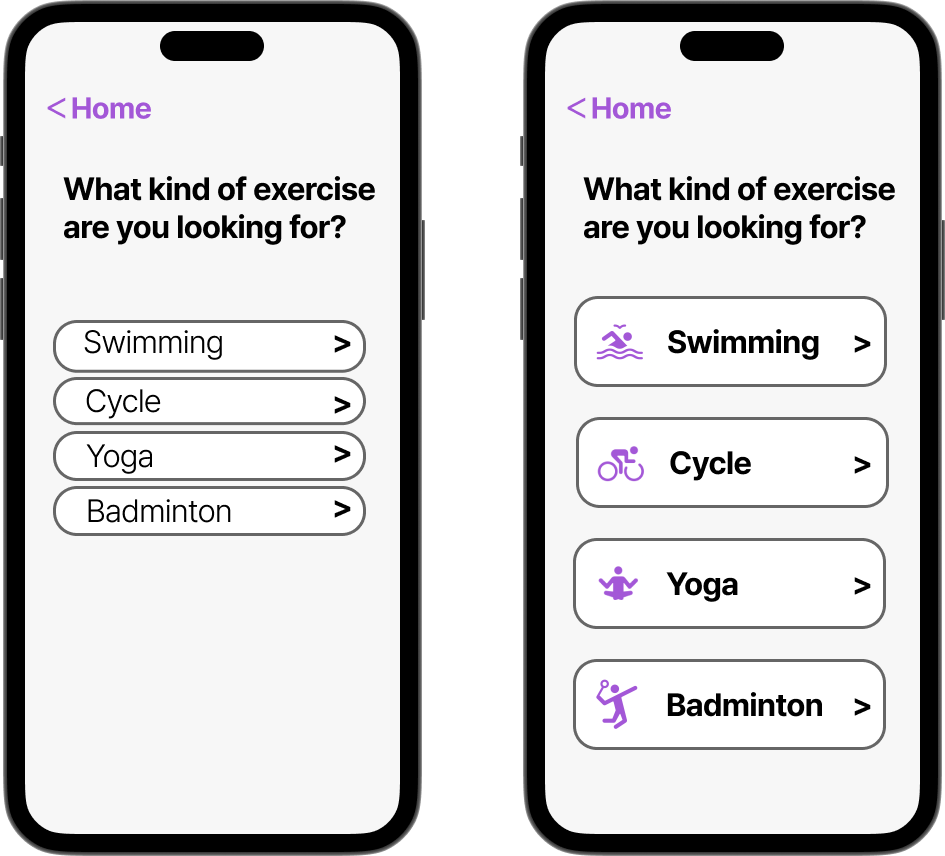 <Home
What kind of exercise
are you looking for?
Swimming >
Cycle >
Yoga >
Badminton >
<Home
What kind of exercise
are you looking for?
Swimming >
Cycle >
Yoga >
Badminton >